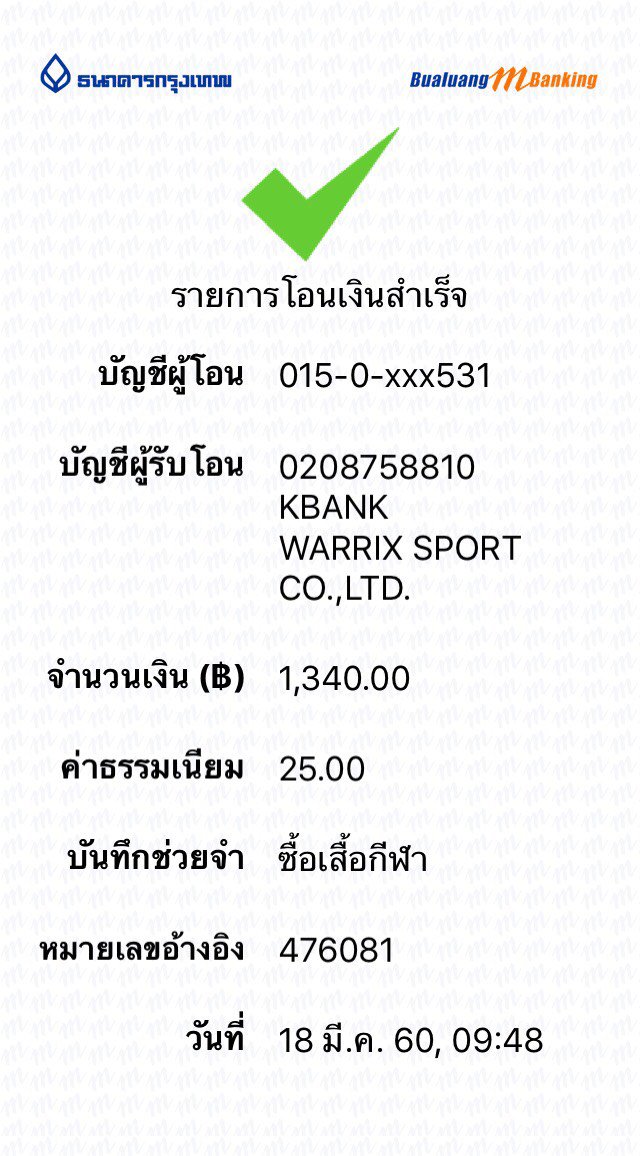 ธนาคารกรุงเทพ Bualuang mBanking
รายการโอนเงินสำเร็จ
บัญชีผู้โอน 015-0-xxx531
บัญชีผู้รับโอน 0208758810
KBANK
WARRIX SPORT
CO.,LTD.
จำนวนเงิน (฿) 1,340.00
ค่าธรรมเนียม 25.00
บันทึกช่วยจำ ซื้อเสื้อกีฬา
หมายเลขอ้างอิง 476081
วันที่ 18 มี.ค. 60, 09:48